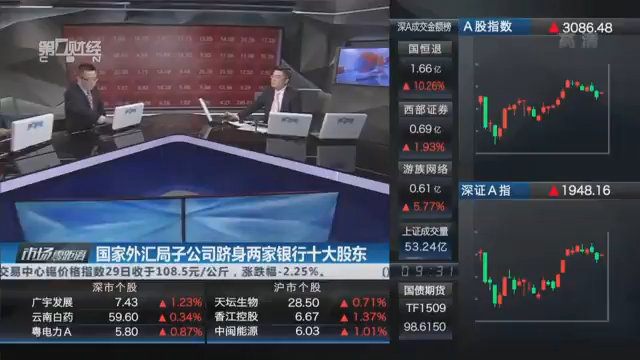 第一财经
深A成交金额榜
国恒退
1.66亿
▲10.26%
西部证券
0.69亿
▲1.93%
游族网络
0.61亿
▲5.77%
上证成交量
53.24亿
09:31
国债期货
TF1509
98.6150
A股指数 ▲3086.48
高清
深证A指 ▲1948.16
市场零距离
国家外汇局子公司跻身两家银行十大股东
交易中心锡价格指数29日收于108.5元/公斤，涨跌幅-2.25%。
深市个股 沪市个股
广宇发展 7.43 ▲1.23% 天坛生物 28.50 ▲0.71%
云南白药 59.60 ▲0.34% 香江控股 6.67 ▲1.37%
粤电力A 5.80 ▲0.87% 中闽能源 6.03 ▲1.01%